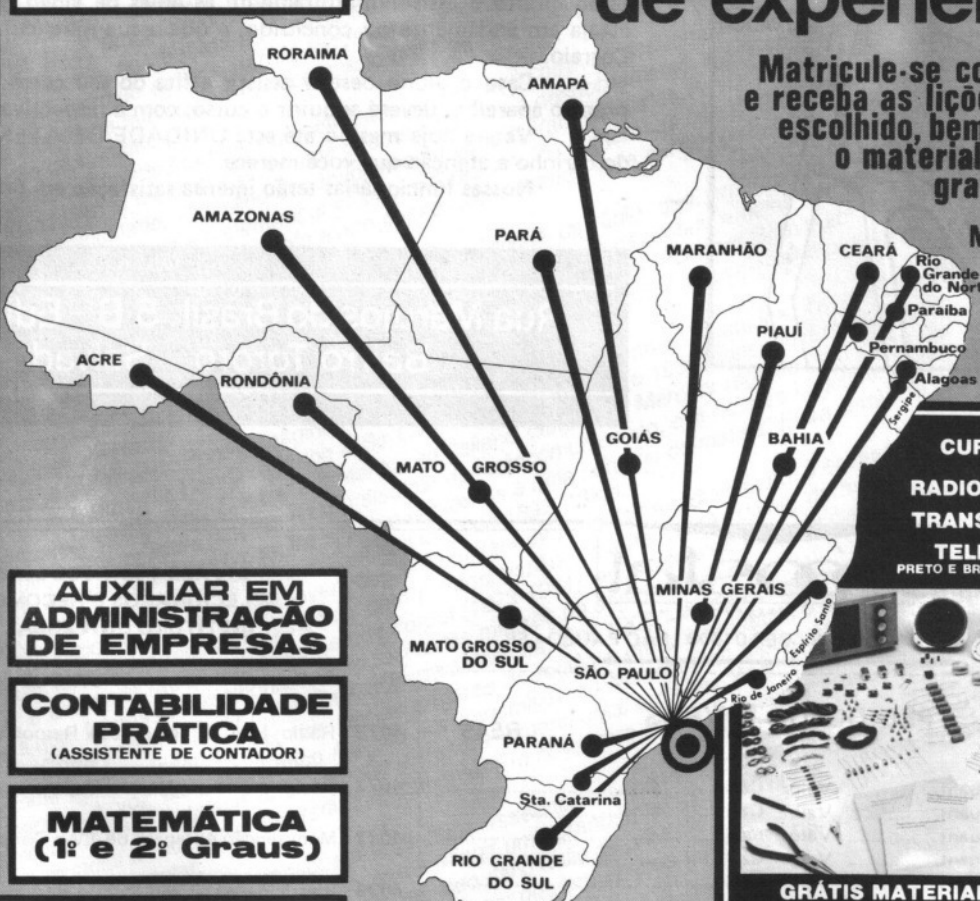 de experiên
Matricule-se co
e receba as liçõe
escolhido, bem
o material
gra
M
RORAIMA
AMAPÁ
AMAZONAS
PARÁ
MARANHÃO
CEARÁ
Rio
Grande
do Nort
Paraíba
PIAUÍ
Pernambuco
ACRE
RONDÔNIA
Alagoas
Sergipe
GOIÁS
BAHIA
MATO GROSSO
MINAS GERAIS
Espírito Santo
MATO GROSSO
DO SUL
SÃO PAULO
Rio de Janeiro
PARANÁ
Sta. Catarina
RIO GRANDE
DO SUL
AUXILIAR EM
ADMINISTRAÇÃO
DE EMPRESAS
CONTABILIDADE
PRÁTICA
(ASSISTENTE DE CONTADOR)
MATEMÁTICA
(1º e 2º Graus)
CUR
RADIO
TRANS
TELE
PRETO E BR
GRÁTIS MATERIAL